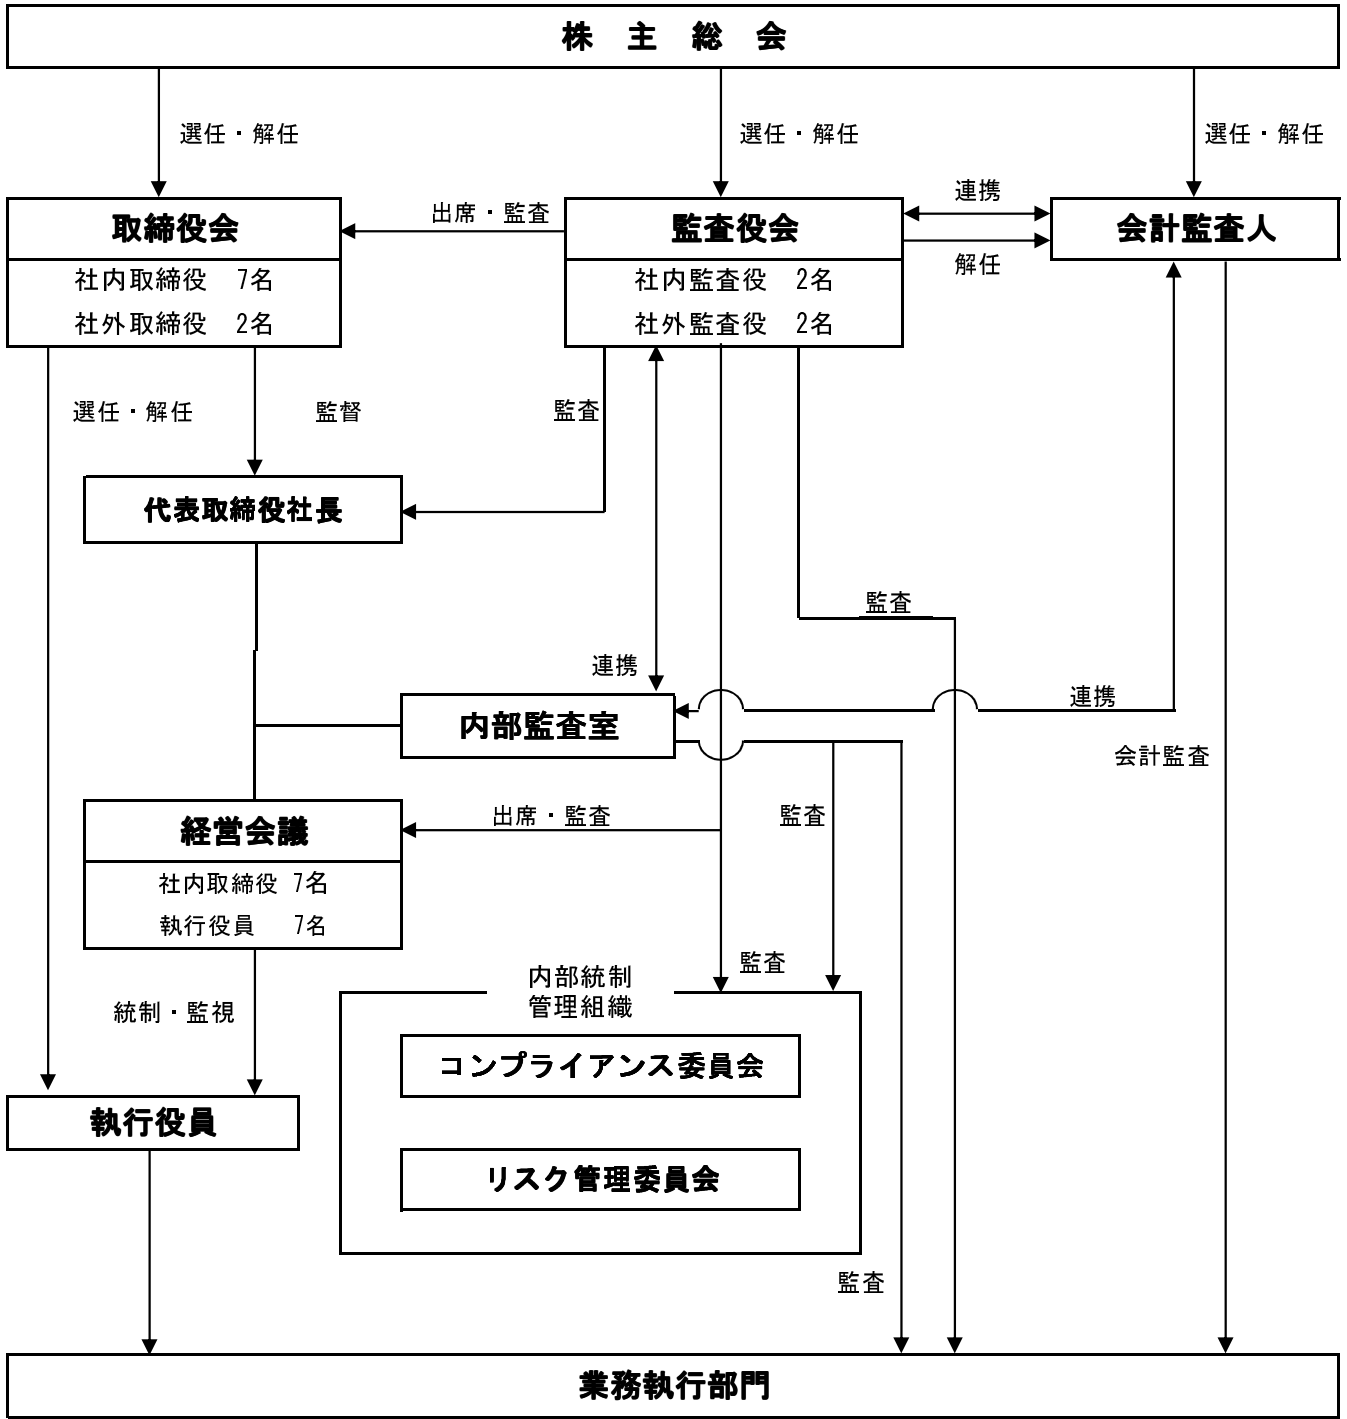 株 主 総 会
選任・解任
選任・解任
選任・解任
取締役会
社内取締役 7名
社外取締役 2名
出席・監査
監査役会
社内監査役 2名
社外監査役 2名
連携
解任
会計監査人
選任・解任
監督
監査
代表取締役社長
監査
連携
内部監査室
連携
会計監査
経営会議
社内取締役 7名
執行役員 7名
出席・監査
監査
監査
統制・監視
内部統制
管理組織
コンプライアンス委員会
執行役員
リスク管理委員会
監査
業務執行部門